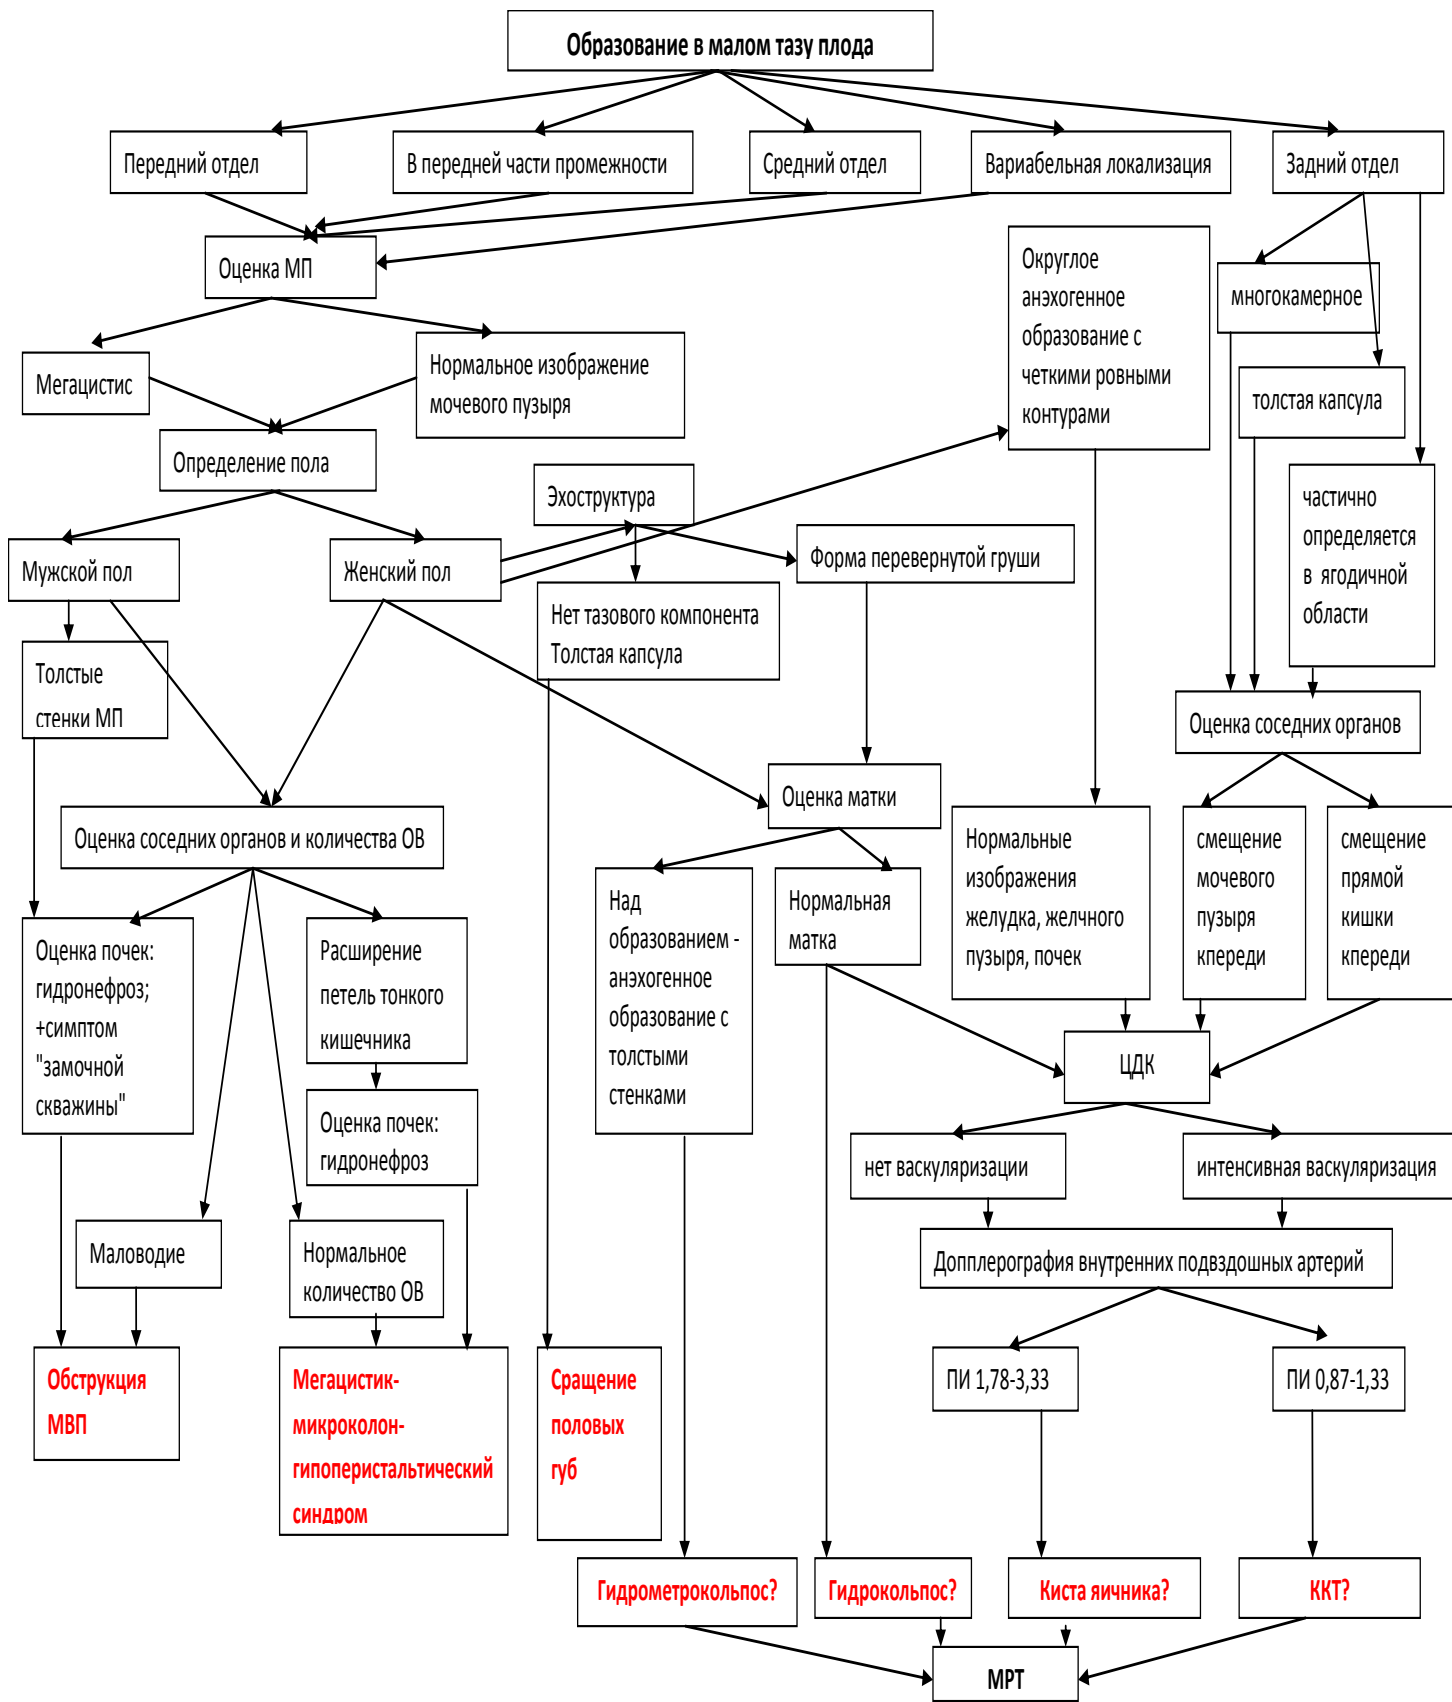 Образование в малом тазу плода
Передний отдел
В передней части промежности
Средний отдел
Вариабельная локализация
Задний отдел
Оценка МП
Округлое
анэхогенное
образование с
четкими ровными
контурами
многокамерное
Мегацистис
Нормальное изображение
мочевого пузыря
толстая капсула
Определение пола
Эхоструктура
частично
определяется
в ягодичной
области
Мужской пол
Женский пол
Форма перевернутой груши
Нет тазового компонента
Толстая капсула
Толстые
стенки МП
Оценка соседних органов
Оценка матки
Оценка соседних органов и количества ОВ
Нормальные
изображения
желудка, желчного
пузыря, почек
смещение
мочевого
пузыря
кпереди
смещение
прямой
кишки
кпереди
Над
образованием -
анэхогенное
образование с
толстыми
стенками
Нормальная
матка
Оценка почек:
гидронефроз;
+симптом
"замочной
скважины"
Расширение
петель тонкого
кишечника
ЦДК
Оценка почек:
гидронефроз
нет васкуляризации
интенсивная васкуляризация
Маловодие
Нормальное
количество ОВ
Допплерография внутренних подвздошных артерий
Обструкция
МВП
Мегацистик-
микроколон-
гипоперистальтический
синдром
Сращение
половых
губ
ПИ 1,78-3,33
ПИ 0,87-1,33
Гидрометрокольпос?
Гидрокольпос?
Киста яичника?
ККТ?
МРТ